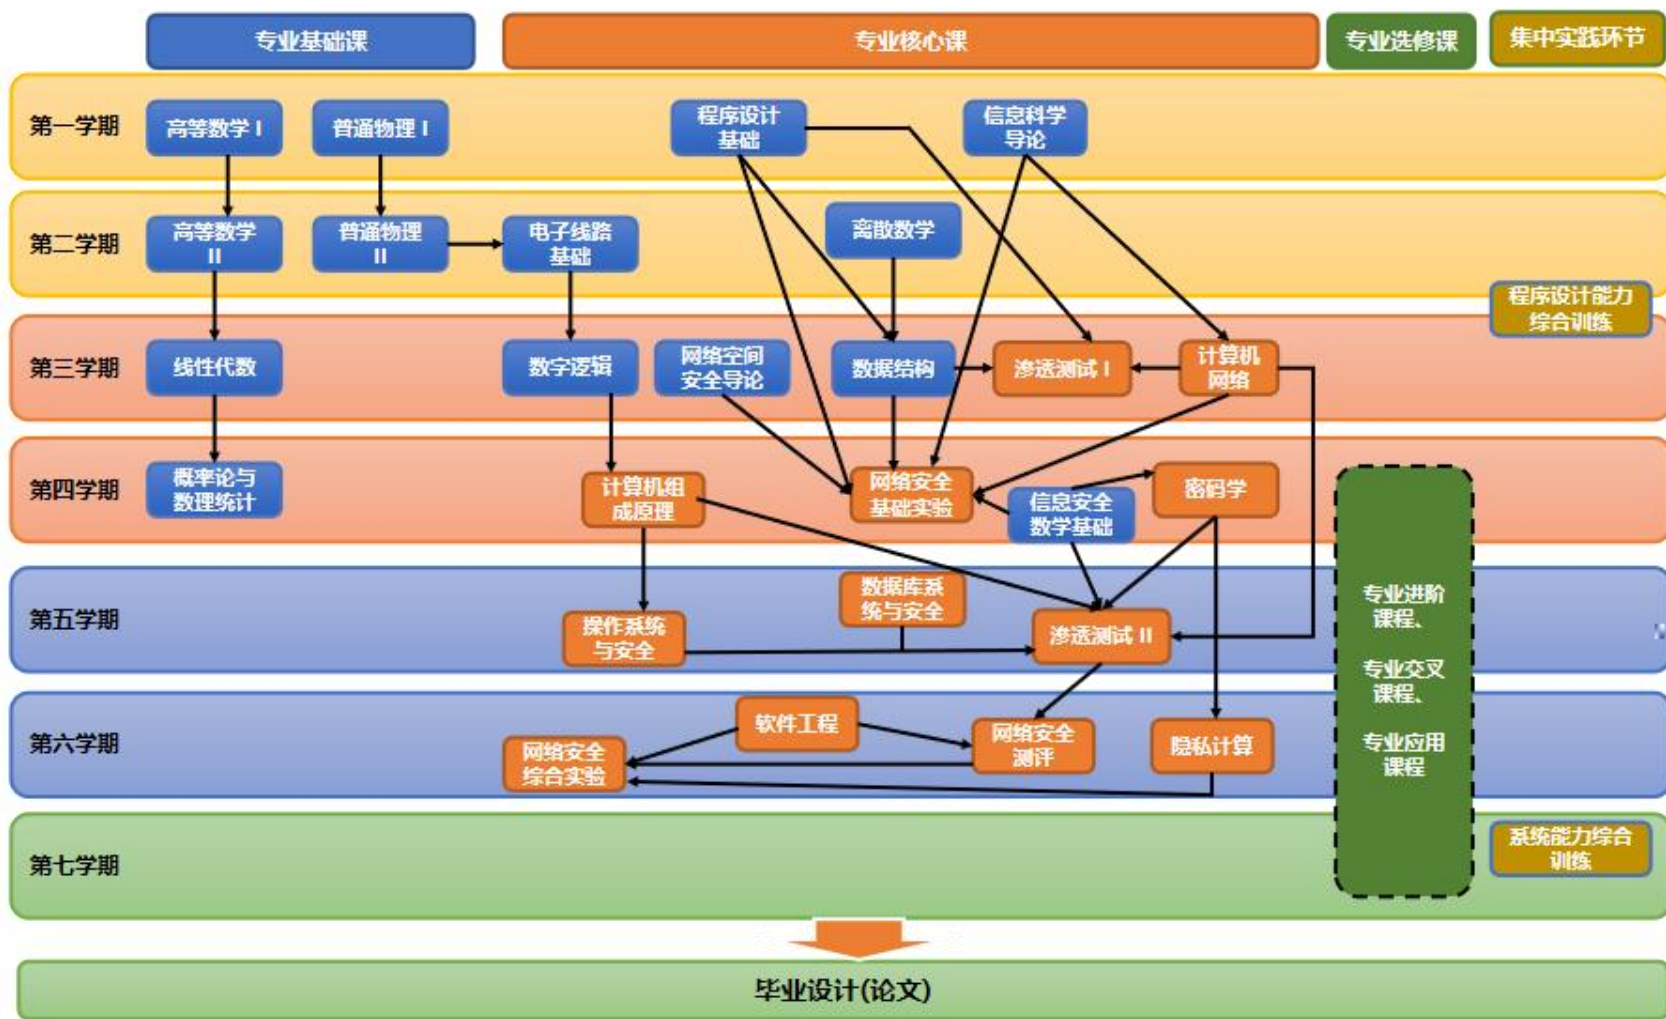 专业基础课
专业核心课
专业选修课
集中实践环节
第一学期
高等数学 I
普通物理 I
程序设计
基础
信息科学
导论
第二学期
高等数学
II
普通物理
II
电子线路
基础
离散数学
程序设计能力
综合训练
第三学期
线性代数
数字逻辑
网络空间
安全导论
数据结构
渗透测试 I
计算机
网络
第四学期
概率论与
数理统计
计算机组
成原理
网络安全
基础实验
信息安全
数学基础
密码学
第五学期
操作系统
与安全
数据库系
统与安全
渗透测试 II
专业进阶
课程、
专业交叉
课程、
专业应用
课程
第六学期
网络安全
综合实验
软件工程
网络安全
测评
隐私计算
第七学期
系统能力综合
训练
毕业设计(论文)